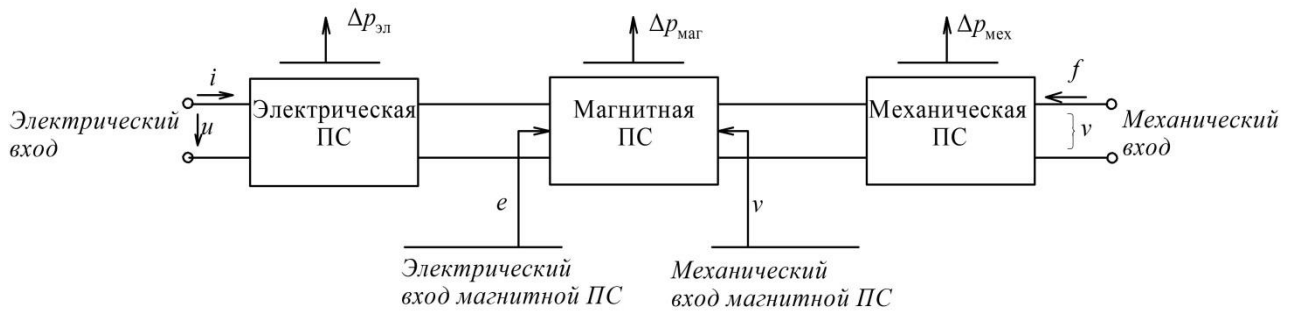 Δpэл
Δpмаг
Δpмех
i
f
Электрический
вход
u
Электрическая
ПС
Магнитная
ПС
Механическая
ПС
v
Механический
вход
e
v
Электрический
вход магнитной ПС
Механический
вход магнитной ПС